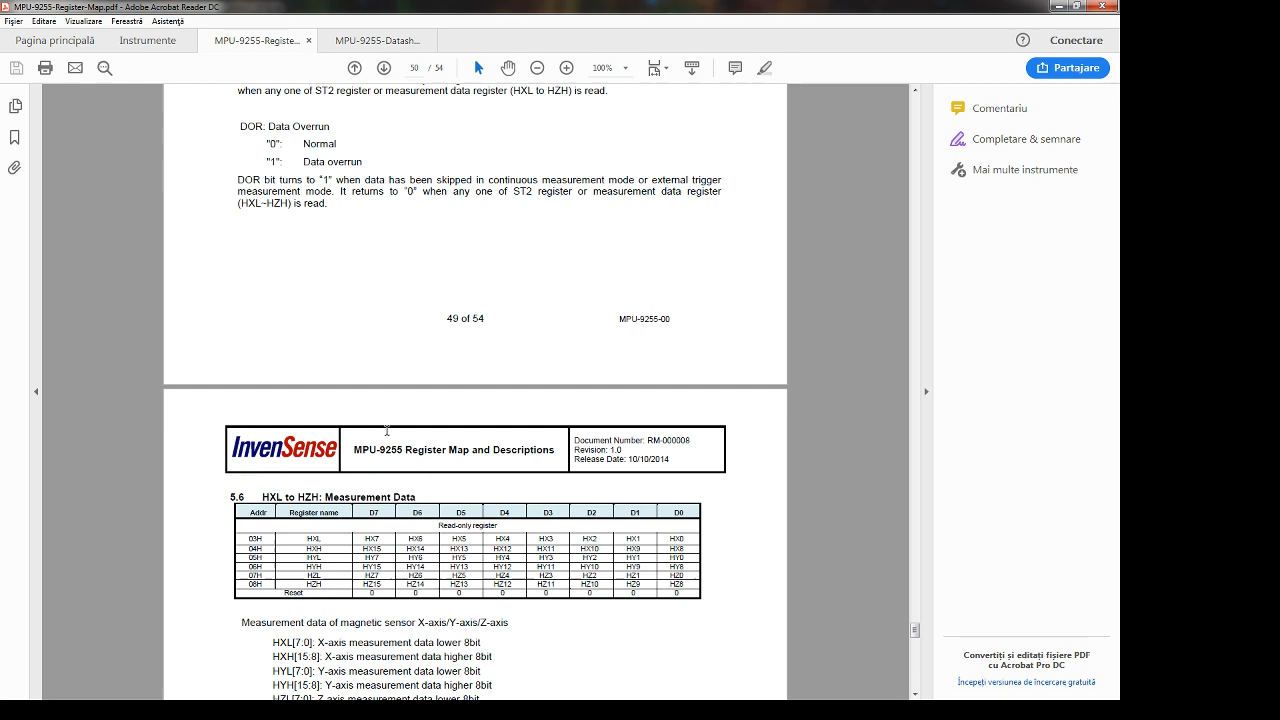 MPU-9255-Register-Map.pdf - Adobe Acrobat Reader DC
Fișier Editare Vizualizare Fereastră Asistență
Pagina principală Instrumente MPU-9255-Registe... × MPU-9255-Datash... Conectare
50 / 54 100% Partajare
when any one of ST2 register or measurement data register (HXL to HZH) is read.
DOR: Data Overrun
"0": Normal
"1": Data overrun
DOR bit turns to "1" when data has been skipped in continuous measurement mode or external trigger
measurement mode. It returns to "0" when any one of ST2 register or measurement data register
(HXL~HZH) is read.
49 of 54 MPU-9255-00
InvenSense
MPU-9255 Register Map and Descriptions
Document Number: RM-000008
Revision: 1.0
Release Date: 10/10/2014
5.6 HXL to HZH: Measurement Data
Addr Register name D7 D6 D5 D4 D3 D2 D1 D0
Read-only register
03H HXL HX7 HX6 HX5 HX4 HX3 HX2 HX1 HX0
04H HXH HX15 HX14 HX13 HX12 HX11 HX10 HX9 HX8
05H HYL HY7 HY6 HY5 HY4 HY3 HY2 HY1 HY0
06H HYH HY15 HY14 HY13 HY12 HY11 HY10 HY9 HY8
07H HZL HZ7 HZ6 HZ5 HZ4 HZ3 HZ2 HZ1 HZ0
08H HZH HZ15 HZ14 HZ13 HZ12 HZ11 HZ10 HZ9 HZ8
Reset 0 0 0 0 0 0 0 0
Measurement data of magnetic sensor X-axis/Y-axis/Z-axis
HXL[7:0]: X-axis measurement data lower 8bit
HXH[15:8]: X-axis measurement data higher 8bit
HYL[7:0]: Y-axis measurement data lower 8bit
HYH[15:8]: Y-axis measurement data higher 8bit
HZL[7:0]: Z-axis measurement data lower 8bit
Comentariu
Completare & semnare
Mai multe instrumente
Convertiți și editați fișiere PDF
cu Acrobat Pro DC
Începeți versiunea de încercare gratuită